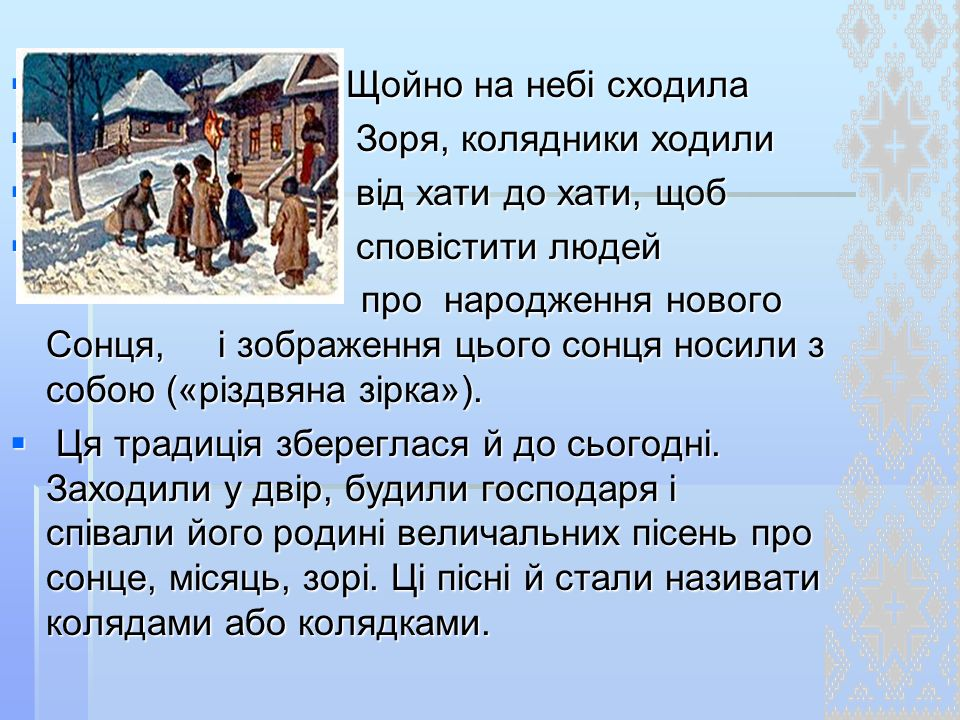 Щойно на небі сходила
Зоря, колядники ходили
від хати до хати, щоб
сповістити людей
про народження нового
Сонця, і зображення цього сонця носили з
собою («різдвяна зірка»).
Ця традиція збереглася й до сьогодні.
Заходили у двір, будили господаря і
співали його родині величальних пісень про
сонце, місяць, зорі. Ці пісні й стали називати
колядами або колядками.